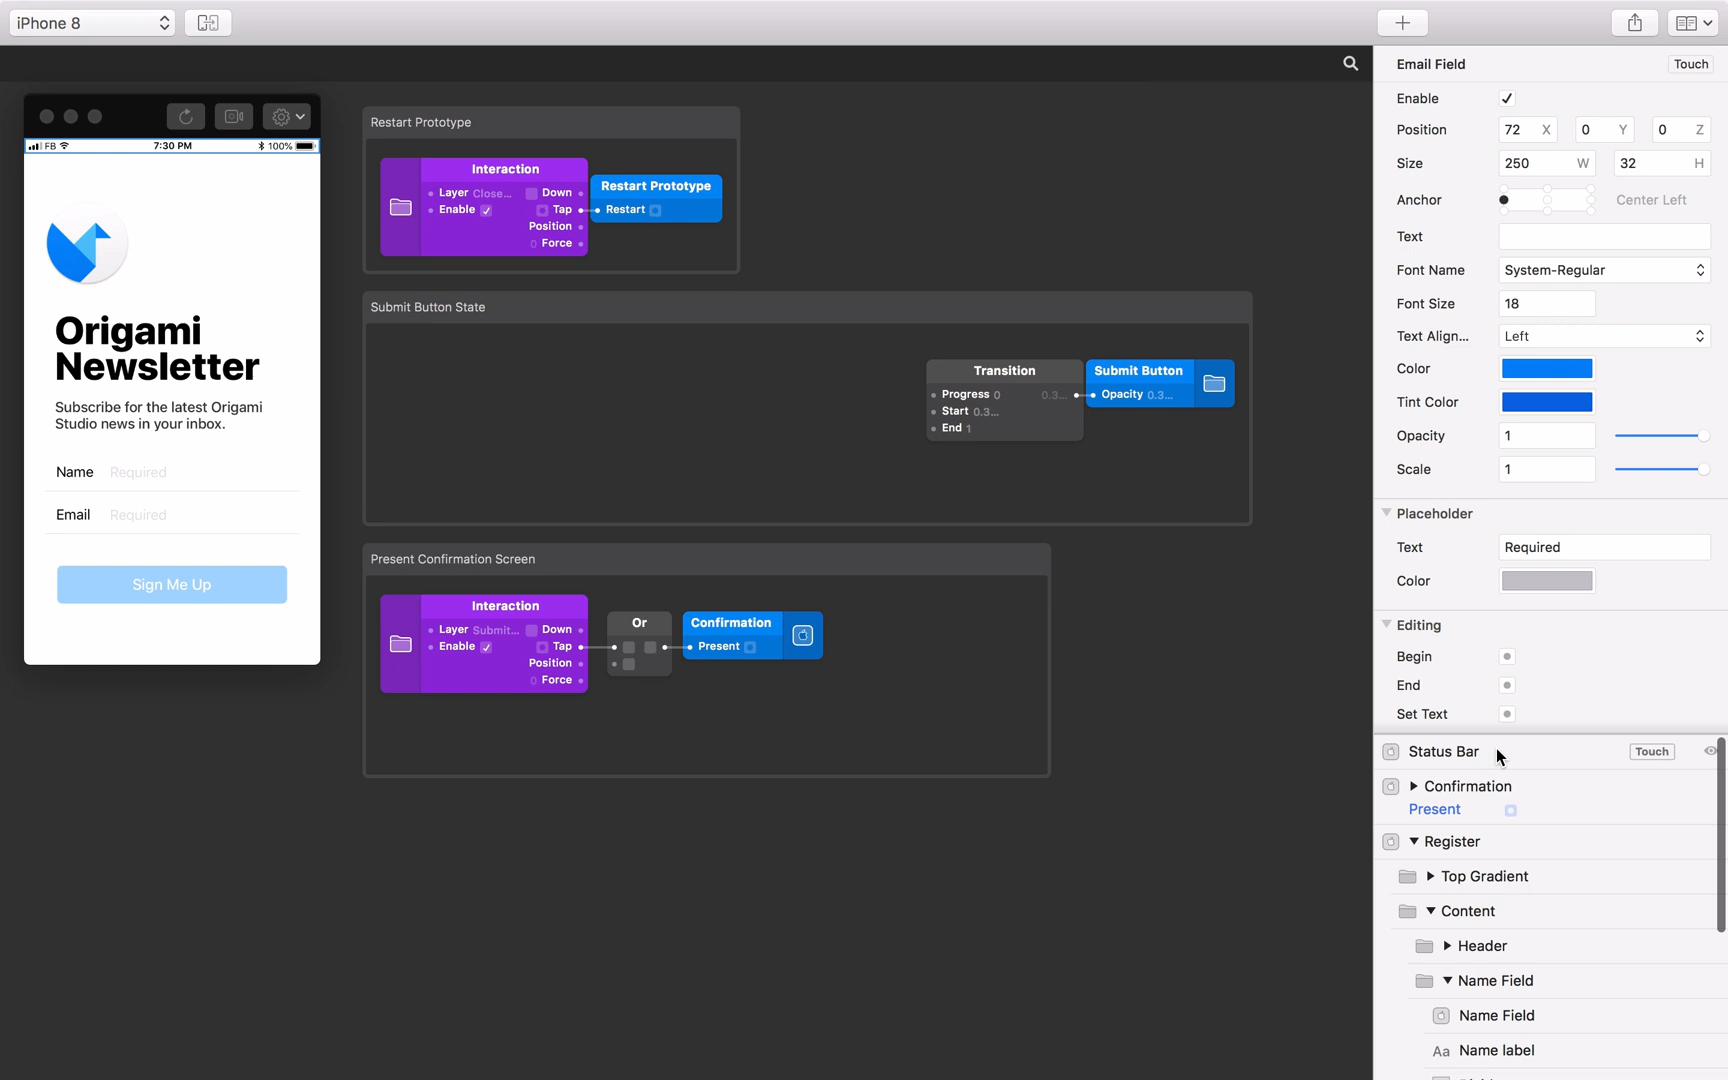 iPhone 8
Email Field
Touch
Enable
Position 72 X 0 Y 0 Z
Size 250 W 32 H
Anchor Center Left
Text
Font Name System-Regular
Font Size 18
Text Align... Left
Color
Tint Color
Opacity 1
Scale 1
Placeholder
Text Required
Color
Editing
Begin
End
Set Text
Status Bar Touch
Confirmation
Present
Register
Top Gradient
Content
Header
Name Field
Name Field
Aa Name label
FB 7:30 PM 100%
Origami
Newsletter
Subscribe for the latest Origami
Studio news in your inbox.
Name Required
Email Required
Sign Me Up
Restart Prototype
Interaction
Layer Close... Down
Enable Tap
Position
0 Force
Restart Prototype
Restart
Submit Button State
Transition
Progress 0 0.3...
Start 0.3...
End 1
Submit Button
Opacity 0.3...
Present Confirmation Screen
Interaction
Layer Submit... Down
Enable Tap
Position
0 Force
Or
Confirmation
Present